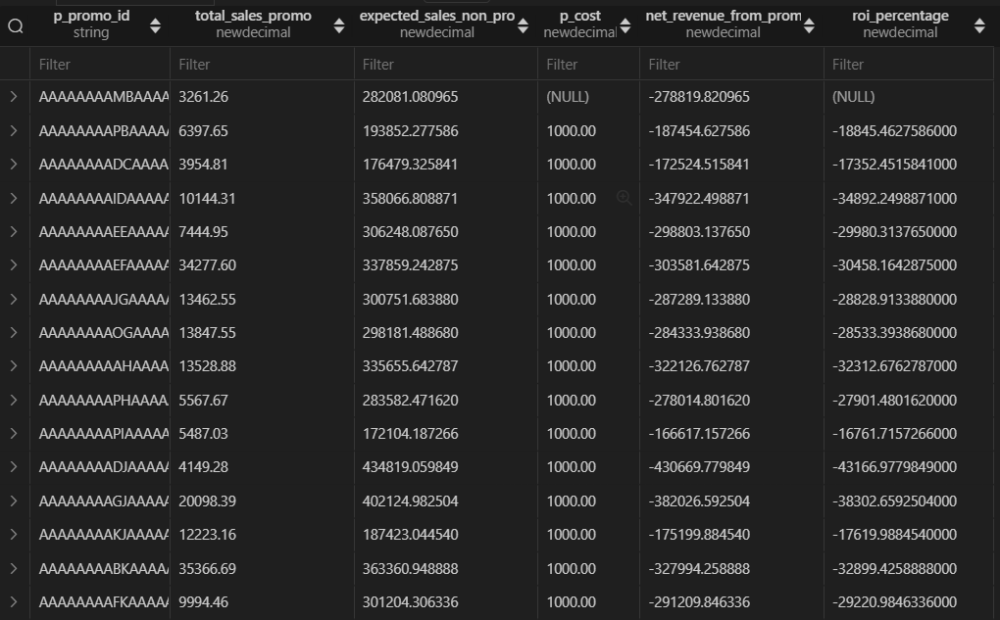 p_promo_id total_sales_promo expected_sales_non_pro p_cost net_revenue_from_prom roi_percentage
string newdecimal newdecimal newdecimal newdecimal newdecimal
Filter Filter Filter Filter Filter Filter
AAAAAAAAMBAAAA 3261.26 282081.080965 (NULL) -278819.820965 (NULL)
AAAAAAAAPBAAAA 6397.65 193852.277586 1000.00 -187454.627586 -18845.4627586000
AAAAAAAADCAAAA 3954.81 176479.325841 1000.00 -172524.515841 -17352.4515841000
AAAAAAAAIDAAAAA 10144.31 358066.808871 1000.00 -347922.498871 -34892.2498871000
AAAAAAAAEEAAAAA 7444.95 306248.087650 1000.00 -298803.137650 -29980.3137650000
AAAAAAAAEFAAAAA 34277.60 337859.242875 1000.00 -303581.642875 -30458.1642875000
AAAAAAAAJGAAAA 13462.55 300751.683880 1000.00 -287289.133880 -28828.9133880000
AAAAAAAAOGAAAA 13847.55 298181.488680 1000.00 -284333.938680 -28533.3938680000
AAAAAAAAAHAAAA 13528.88 335655.642787 1000.00 -322126.762787 -32312.6762787000
AAAAAAAAPHAAAA 5567.67 283582.471620 1000.00 -278014.801620 -27901.4801620000
AAAAAAAAPIAAAAA 5487.03 172104.187266 1000.00 -166617.157266 -16761.7157266000
AAAAAAAADJAAAAA 4149.28 434819.059849 1000.00 -430669.779849 -43166.9779849000
AAAAAAAAGJAAAAA 20098.39 402124.982504 1000.00 -382026.592504 -38302.6592504000
AAAAAAAAKJAAAAA 12223.16 187423.044540 1000.00 -175199.884540 -17619.9884540000
AAAAAAAABKAAAA 35366.69 363360.948888 1000.00 -327994.258888 -32899.4258888000
AAAAAAAAFKAAAAA 9994.46 301204.306336 1000.00 -291209.846336 -29220.9846336000